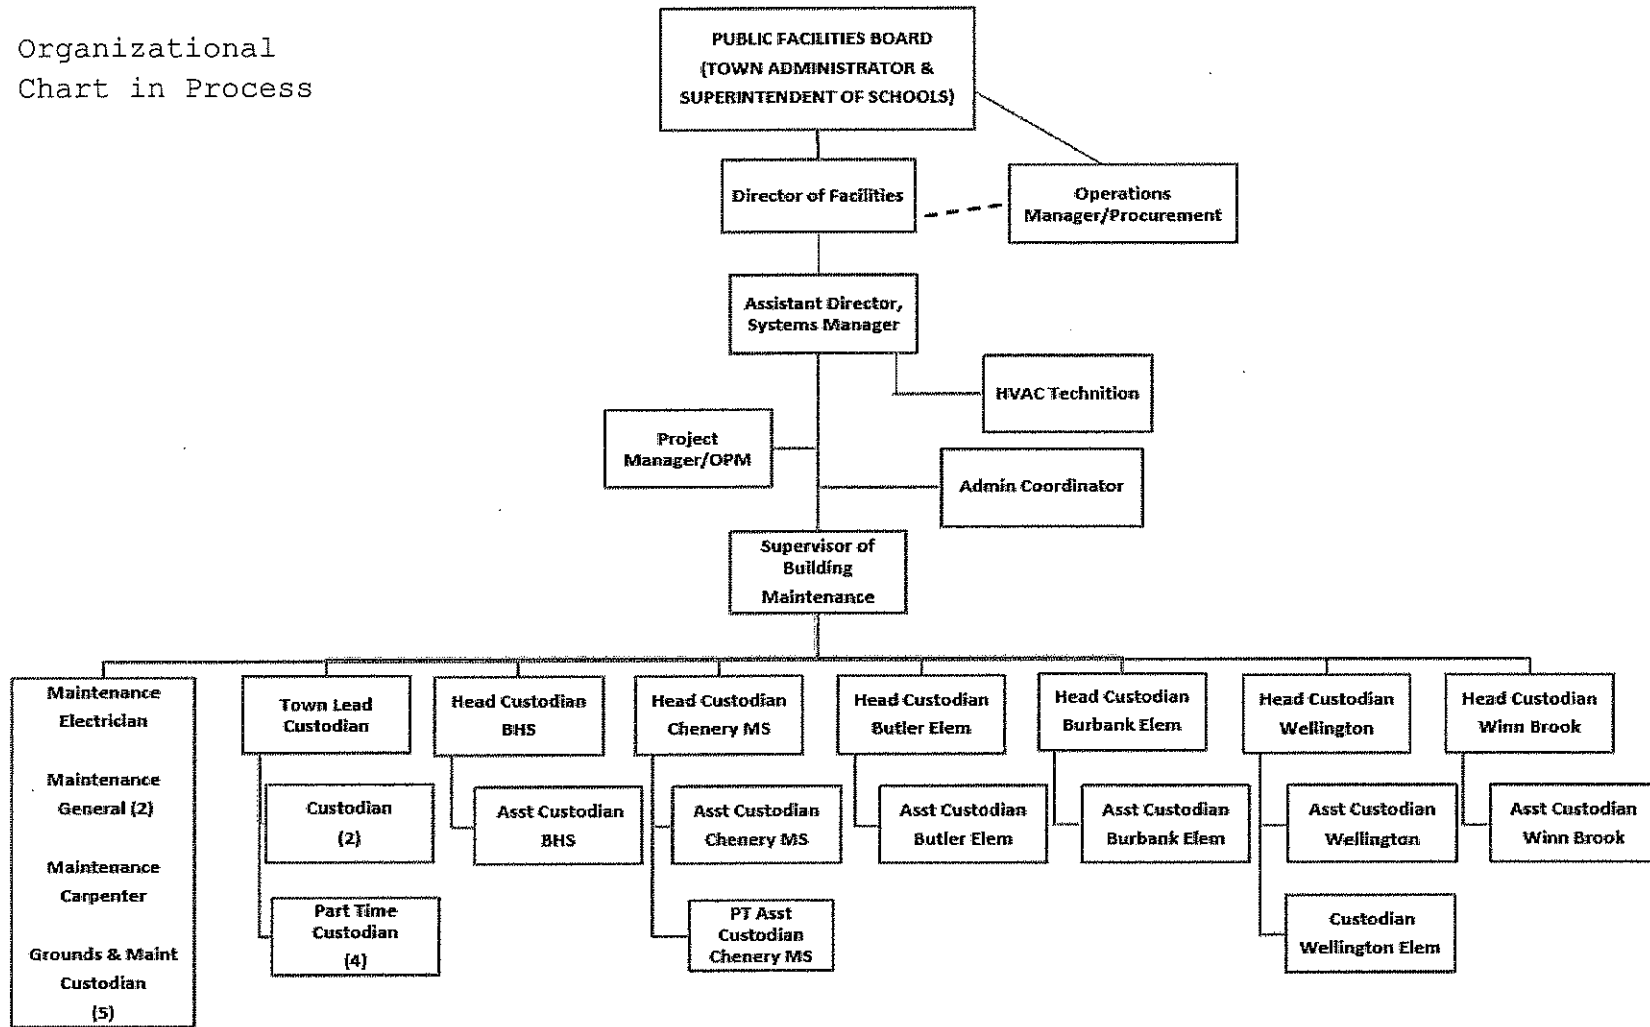 Organizational
Chart in Process
PUBLIC FACILITIES BOARD
(TOWN ADMINISTRATOR &
SUPERINTENDENT OF SCHOOLS)
Director of Facilities
Operations
Manager/Procurement
Assistant Director,
Systems Manager
HVAC Technition
Project
Manager/OPM
Admin Coordinator
Supervisor of
Building
Maintenance
Maintenance
Electrician
Maintenance
General (2)
Maintenance
Carpenter
Grounds & Maint
Custodian
(5)
Town Lead
Custodian
Custodian
(2)
Part Time
Custodian
(4)
Head Custodian
BHS
Asst Custodian
BHS
Head Custodian
Chenery MS
Asst Custodian
Chenery MS
PT Asst
Custodian
Chenery MS
Head Custodian
Butler Elem
Asst Custodian
Butler Elem
Head Custodian
Burbank Elem
Asst Custodian
Burbank Elem
Head Custodian
Wellington
Asst Custodian
Wellington
Custodian
Wellington Elem
Head Custodian
Winn Brook
Asst Custodian
Winn Brook